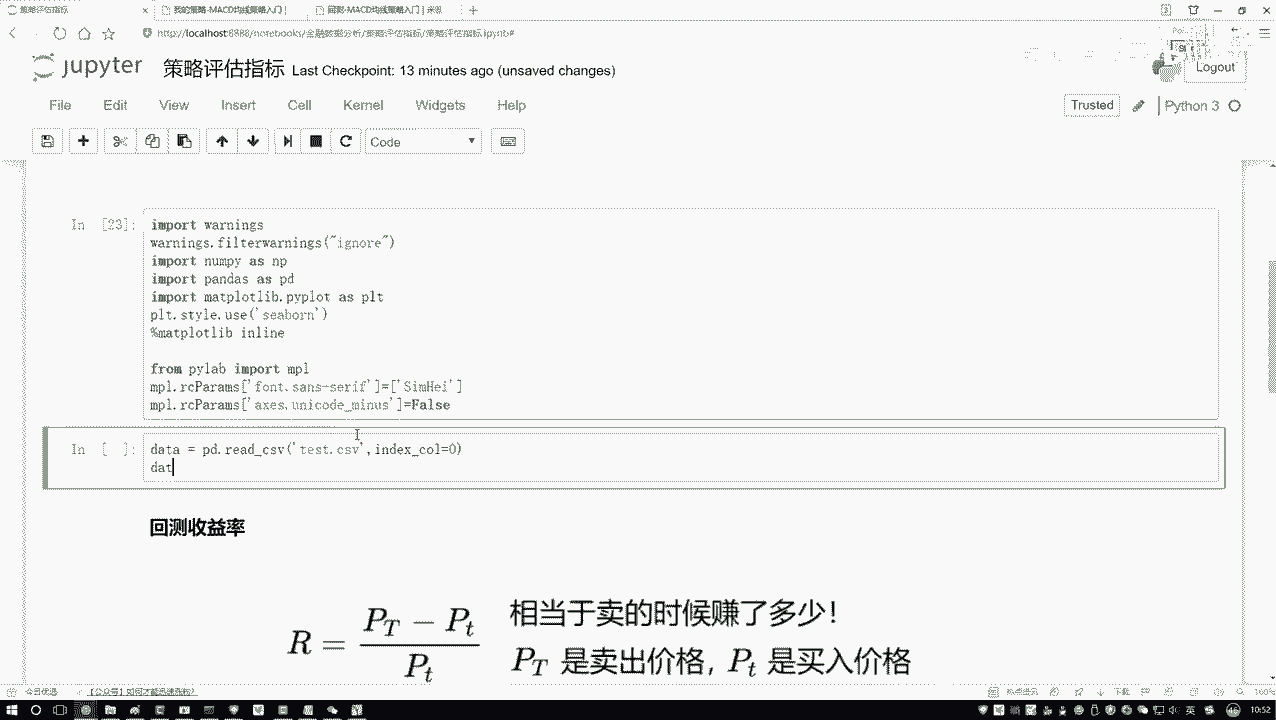 策略评估指标
我的策略-MACD均线策略入门
回测-MACD均线策略入门
http://localhost:8888/notebooks/金融数据分析/策略评估指标/策略评估指标.ipynb#
jupyter 策略评估指标 Last Checkpoint: 13 minutes ago (unsaved changes)
Logout
File Edit View Insert Cell Kernel Widgets Help
Trusted
Python 3
Code
In [23]:
import warnings
warnings.filterwarnings("ignore")
import numpy as np
import pandas as pd
import matplotlib.pyplot as plt
plt.style.use('seaborn')
%matplotlib inline
from pylab import mpl
mpl.rcParams['font.sans-serif']=['SimHei']
mpl.rcParams['axes.unicode_minus']=False
In [ ]:
data = pd.read_csv('test.csv',index_col=0)
dat
回测收益率
R = (P_T − P_t) / P_t
相当于卖的时候赚了多少！
P_T 是卖出价格，P_t 是买入价格
今日优选
下载
100%
英
10:52